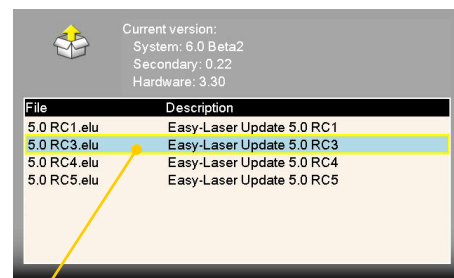 Current version:
System: 6.0 Beta2
Secondary: 0.22
Hardware: 3.30
File Description
5.0 RC1.elu Easy-Laser Update 5.0 RC1
5.0 RC3.elu Easy-Laser Update 5.0 RC3
5.0 RC4.elu Easy-Laser Update 5.0 RC4
5.0 RC5.elu Easy-Laser Update 5.0 RC5